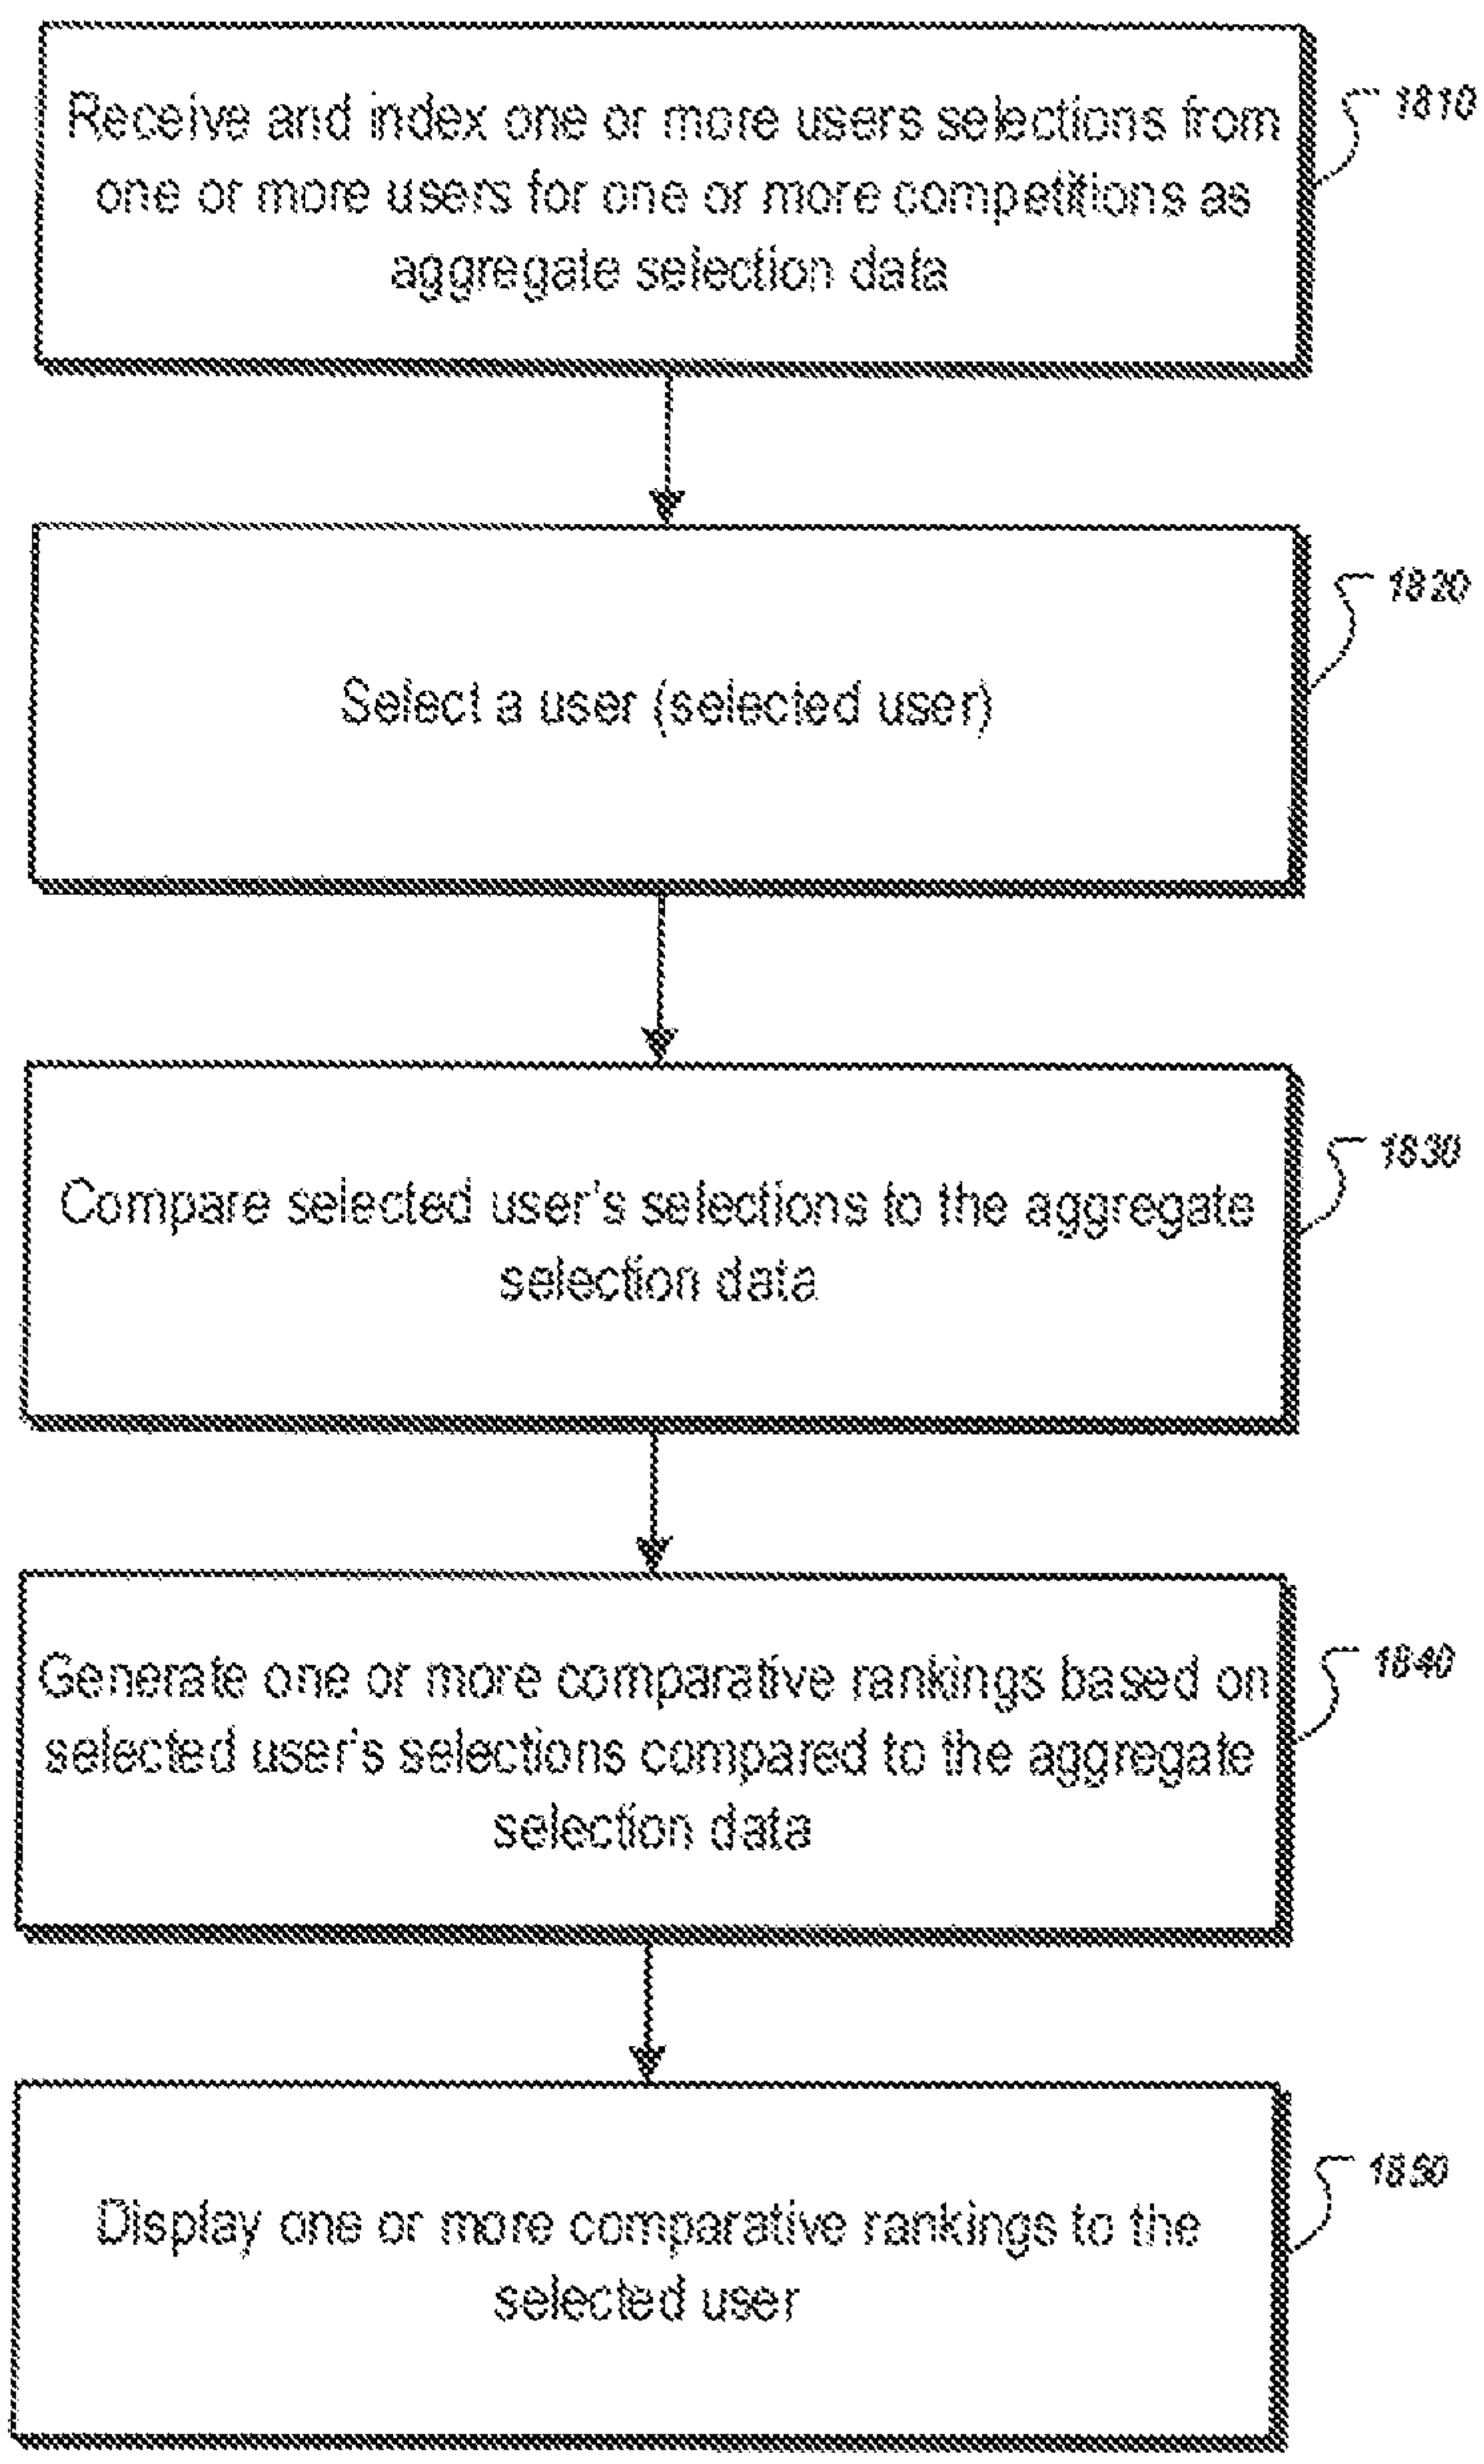 Receive and index one or more users selections from
one or more users for one or more competitions as
aggregate selection data
1810
Select a user (selected user)
1820
Compare selected user's selections to the aggregate
selection data
1830
Generate one or more comparative rankings based on
selected user's selections compared to the aggregate
selection data
1840
Display one or more comparative rankings to the
selected user
1850